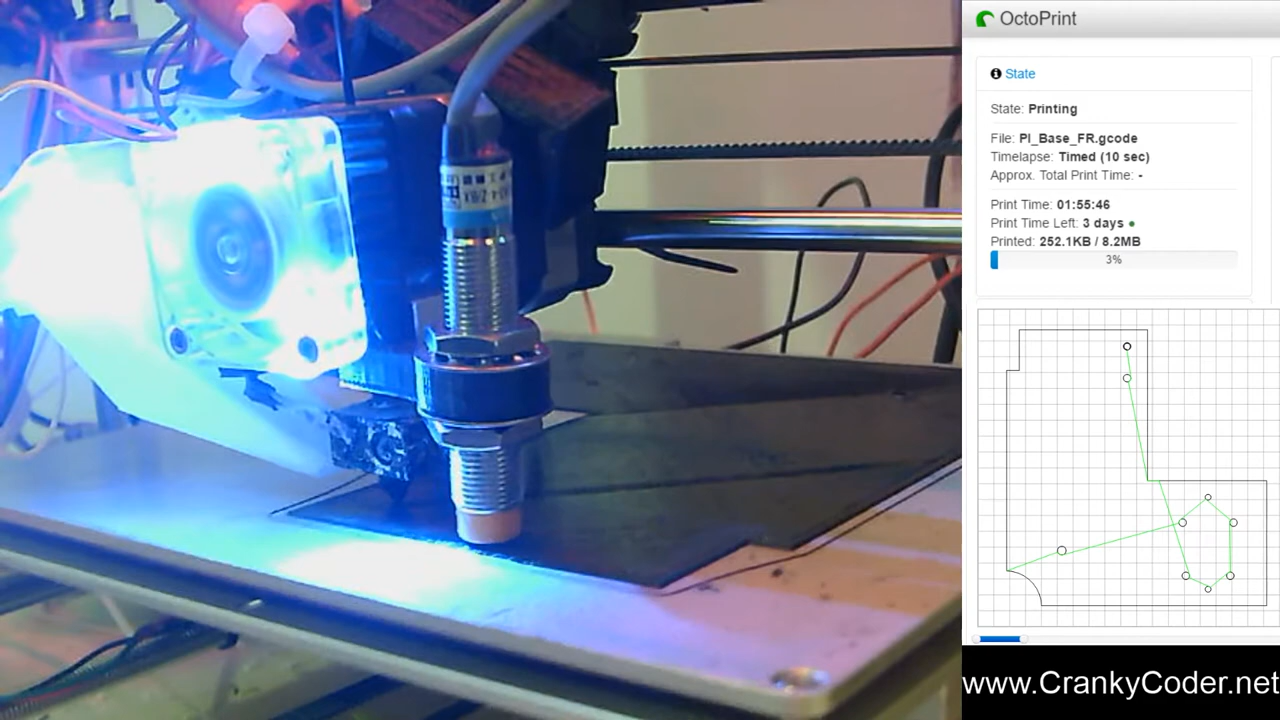 OctoPrint
State
State: Printing
File: PI_Base_FR.gcode
Timelapse: Timed (10 sec)
Approx. Total Print Time: -
Print Time: 01:55:46
Print Time Left: 3 days
Printed: 252.1KB / 8.2MB
3%
www.CrankyCoder.net